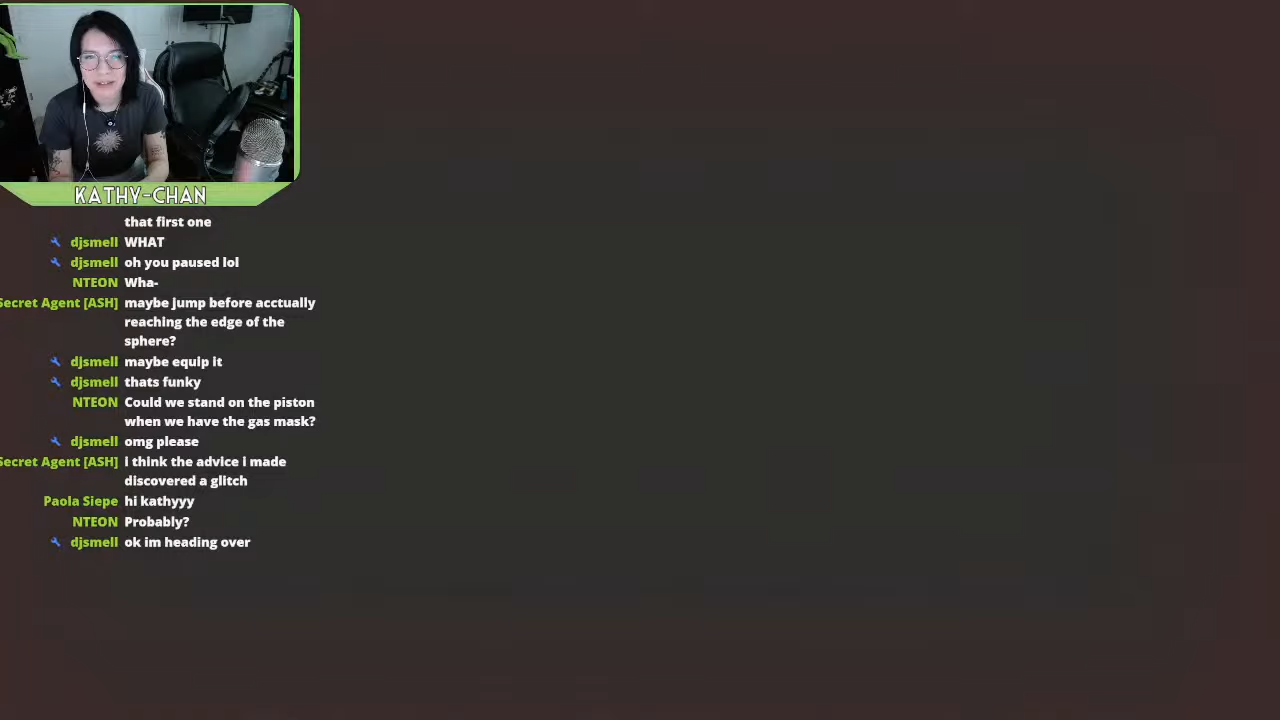 KATHY-CHAN
that first one
djsmell WHAT
djsmell oh you paused lol
NTEON Wha-
Secret Agent [ASH] maybe jump before acctually
reaching the edge of the
sphere?
djsmell maybe equip it
djsmell thats funky
NTEON Could we stand on the piston
when we have the gas mask?
djsmell omg please
Secret Agent [ASH] i think the advice i made
discovered a glitch
Paola Siepe hi kathyyy
NTEON Probably?
djsmell ok im heading over